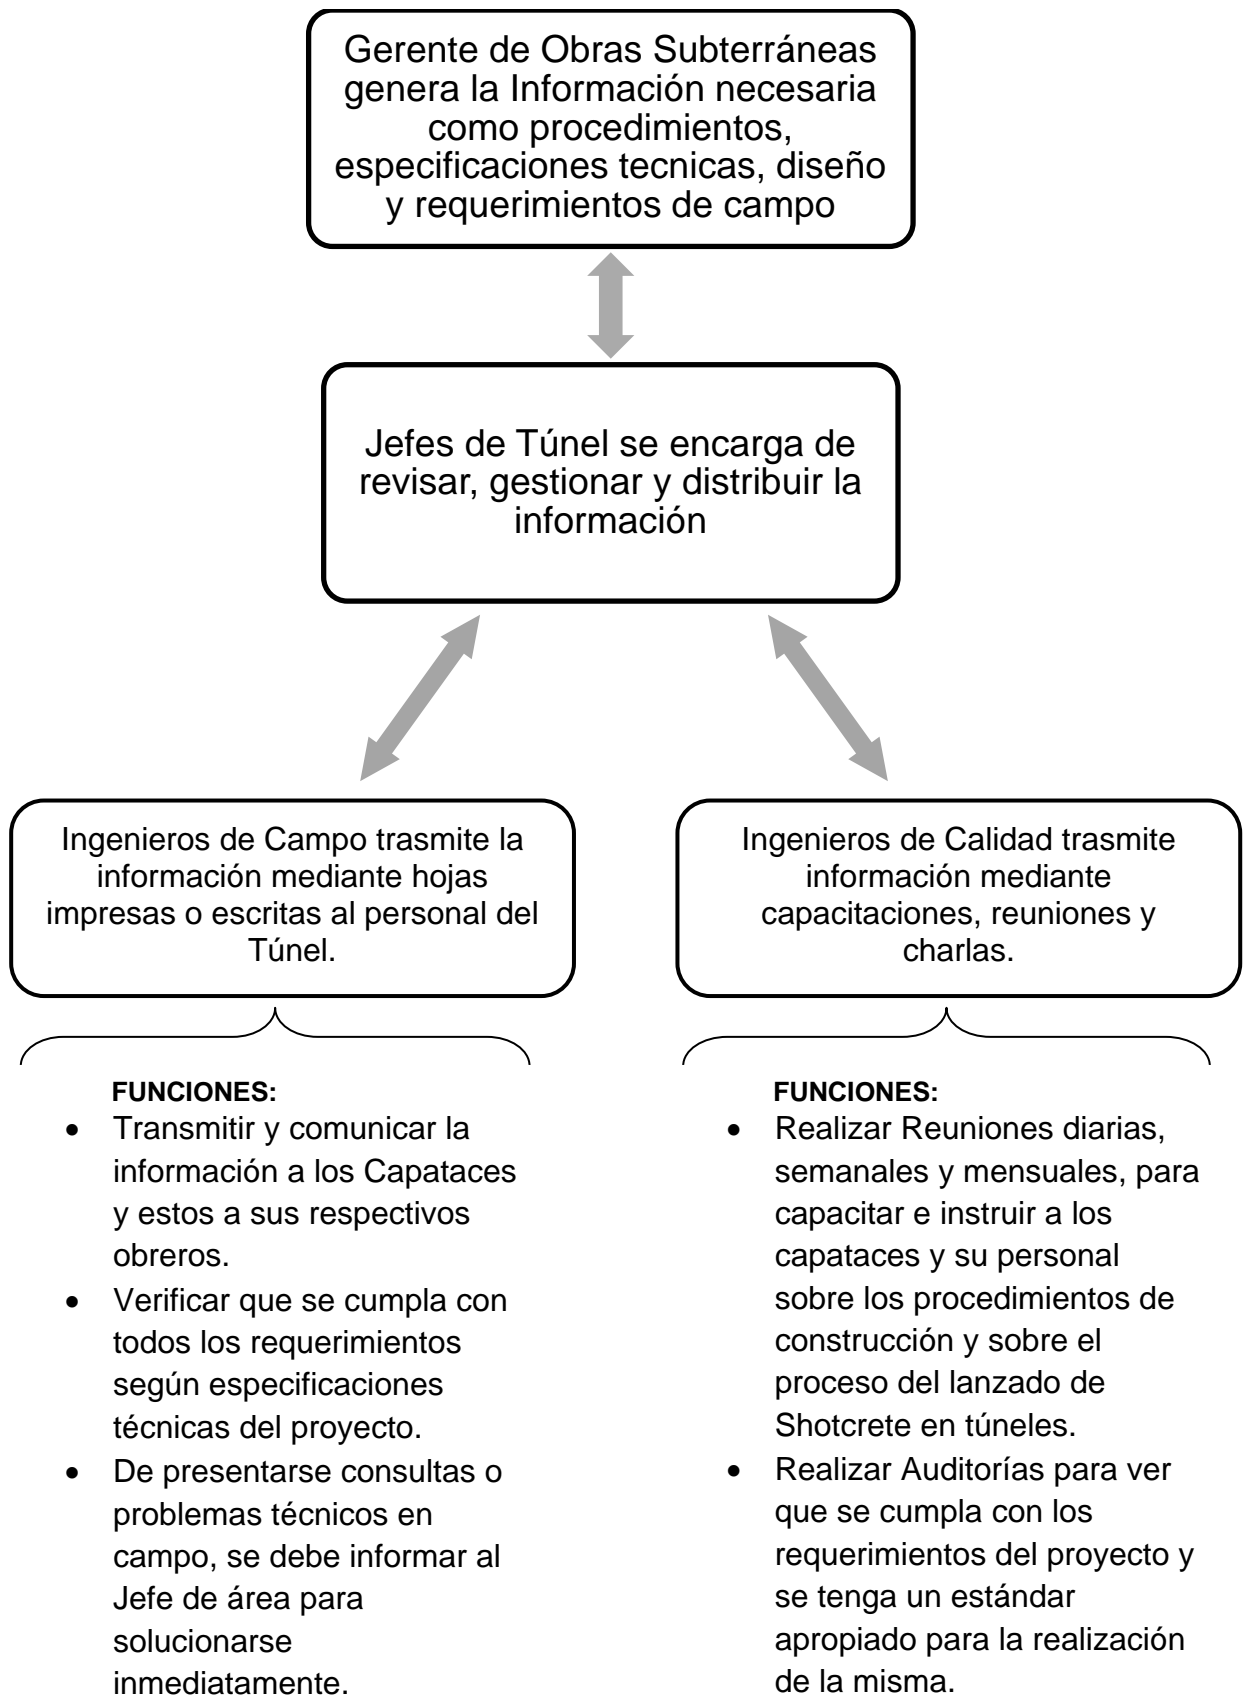 Gerente de Obras Subterráneas
genera la Información necesaria
como procedimientos,
especificaciones tecnicas, diseño
y requerimientos de campo
Jefes de Túnel se encarga de
revisar, gestionar y distribuir la
información
Ingenieros de Campo trasmite la
información mediante hojas
impresas o escritas al personal del
Túnel.
Ingenieros de Calidad trasmite
información mediante
capacitaciones, reuniones y
charlas.
FUNCIONES:
• Transmitir y comunicar la
información a los Capataces
y estos a sus respectivos
obreros.
• Verificar que se cumpla con
todos los requerimientos
según especificaciones
técnicas del proyecto.
• De presentarse consultas o
problemas técnicos en
campo, se debe informar al
Jefe de área para
solucionarse
inmediatamente.
FUNCIONES:
• Realizar Reuniones diarias,
semanales y mensuales, para
capacitar e instruir a los
capataces y su personal
sobre los procedimientos de
construcción y sobre el
proceso del lanzado de
Shotcrete en túneles.
• Realizar Auditorías para ver
que se cumpla con los
requerimientos del proyecto y
se tenga un estándar
apropiado para la realización
de la misma.